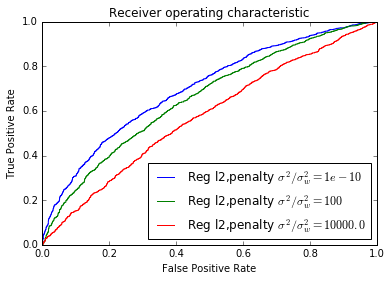 Receiver operating characteristic
True Positive Rate
1.0
0.8
0.6
0.4
0.2
0.0
Reg l2,penalty σ²/σ²_w = 1e−10
Reg l2,penalty σ²/σ²_w = 100
Reg l2,penalty σ²/σ²_w = 10000.0
0.0 0.2 0.4 0.6 0.8 1.0
False Positive Rate